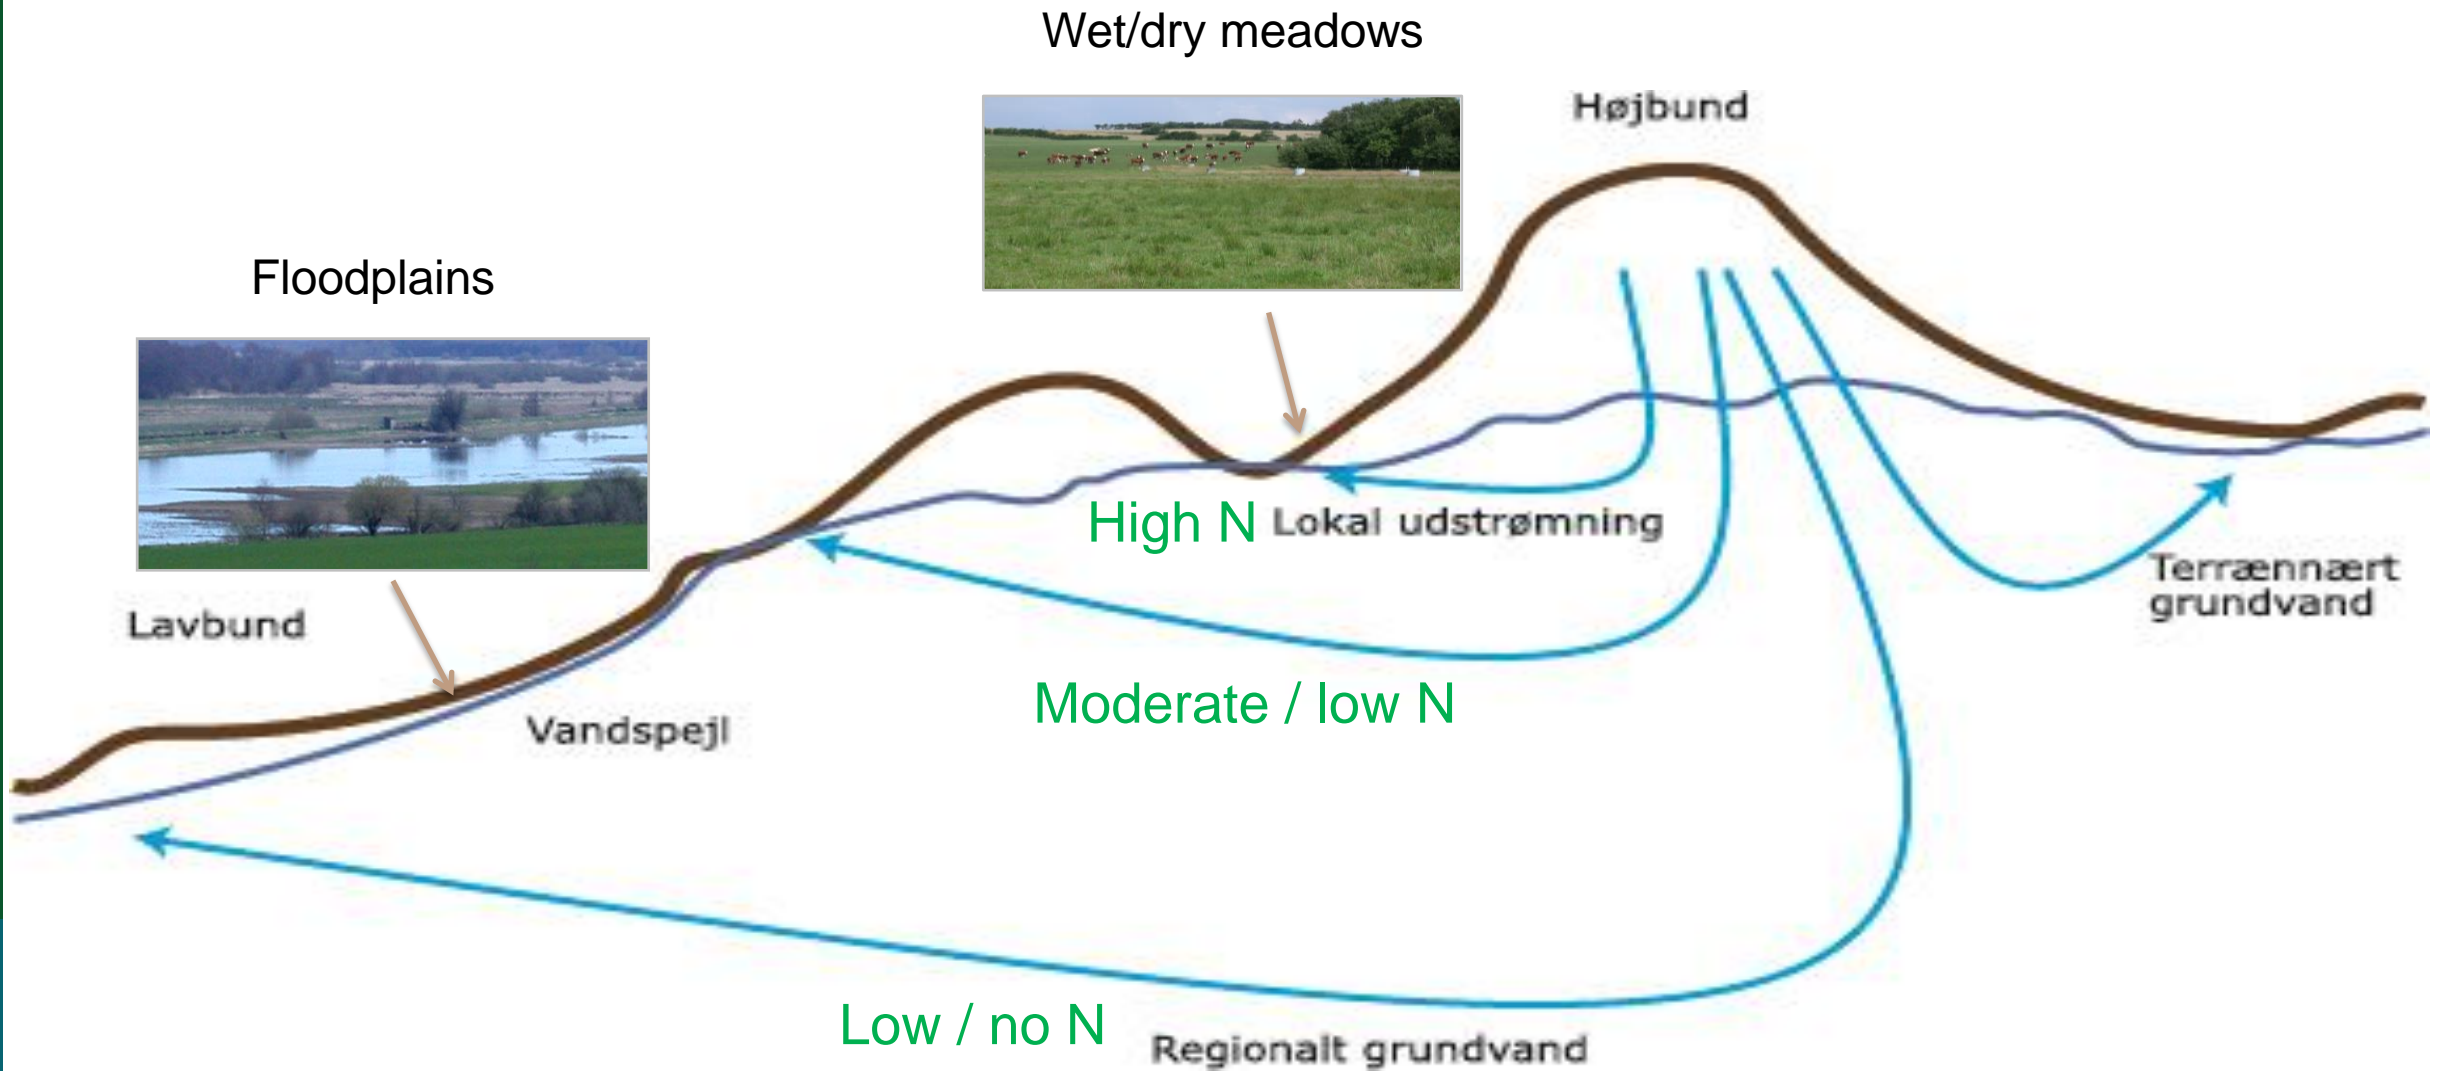 Wet/dry meadows
Højbund
Floodplains
High N
Lokal udstrømning
Terrænnært
grundvand
Lavbund
Moderate / low N
Vandspejl
Low / no N
Regionalt grundvand